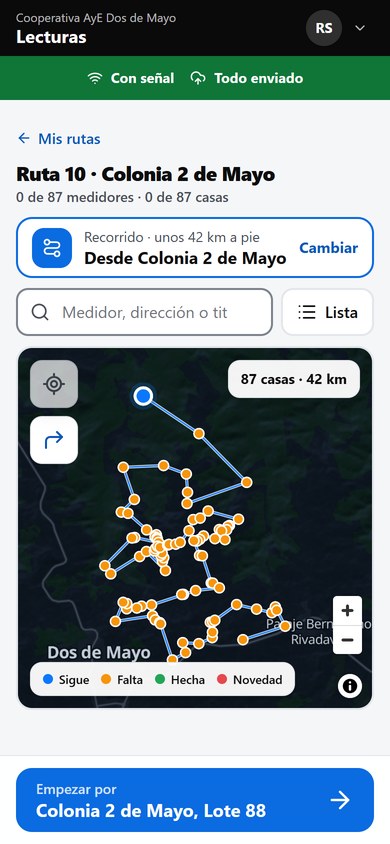 Cooperativa AyE Dos de Mayo
Lecturas
RS
Con señal
Todo enviado
Mis rutas
Ruta 10 · Colonia 2 de Mayo
0 de 87 medidores · 0 de 87 casas
Recorrido · unos 42 km a pie
Desde Colonia 2 de Mayo
Cambiar
Medidor, dirección o tit
Lista
87 casas · 42 km
Rivadav
Dos de Mayo
Sigue
Falta
Hecha
Novedad
Empezar por
Colonia 2 de Mayo, Lote 88